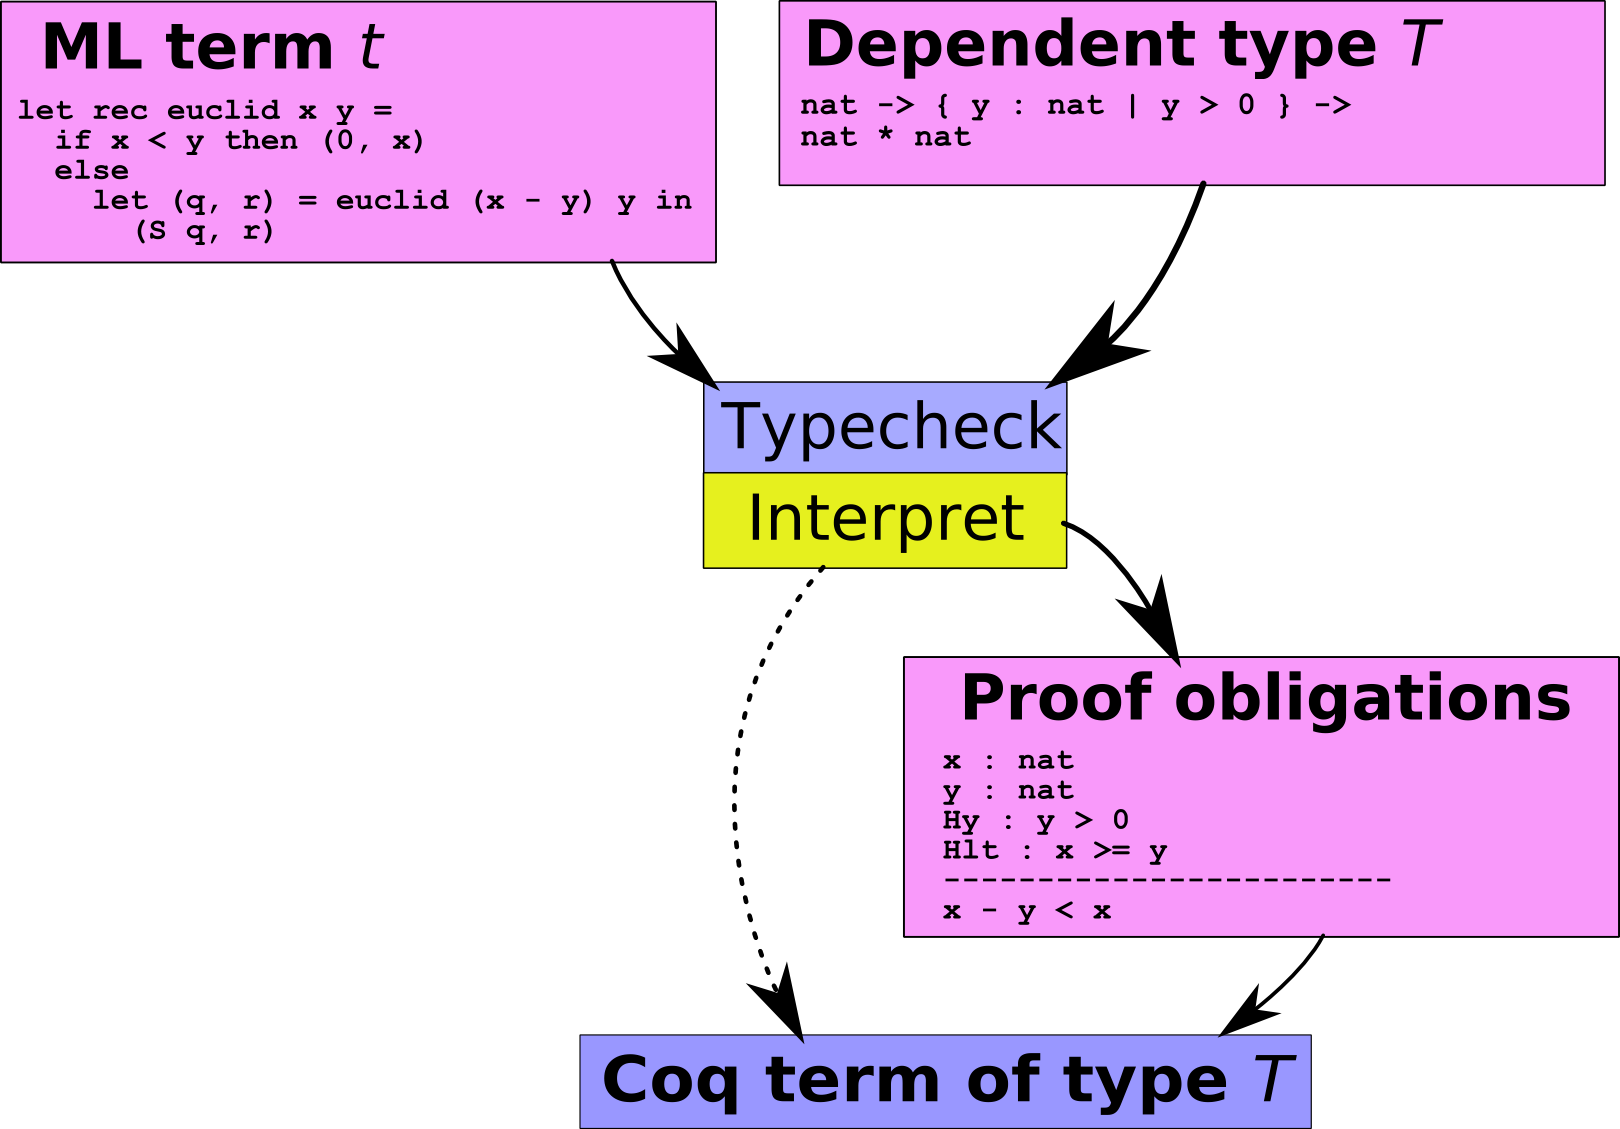 ML term t
let rec euclid x y =
if x < y then (0, x)
else
let (q, r) = euclid (x - y) y in
(S q, r)
Dependent type T
nat -> { y : nat | y > 0 } ->
nat * nat
Typecheck
Interpret
Proof obligations
x : nat
y : nat
Hy : y > 0
Hlt : x >= y
------------------------
x - y < x
Coq term of type T